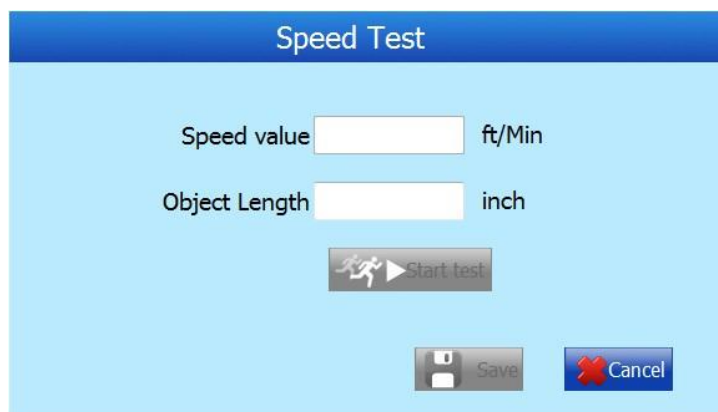 Speed Test
Speed value ft/Min
Object Length inch
Start test
Save Cancel